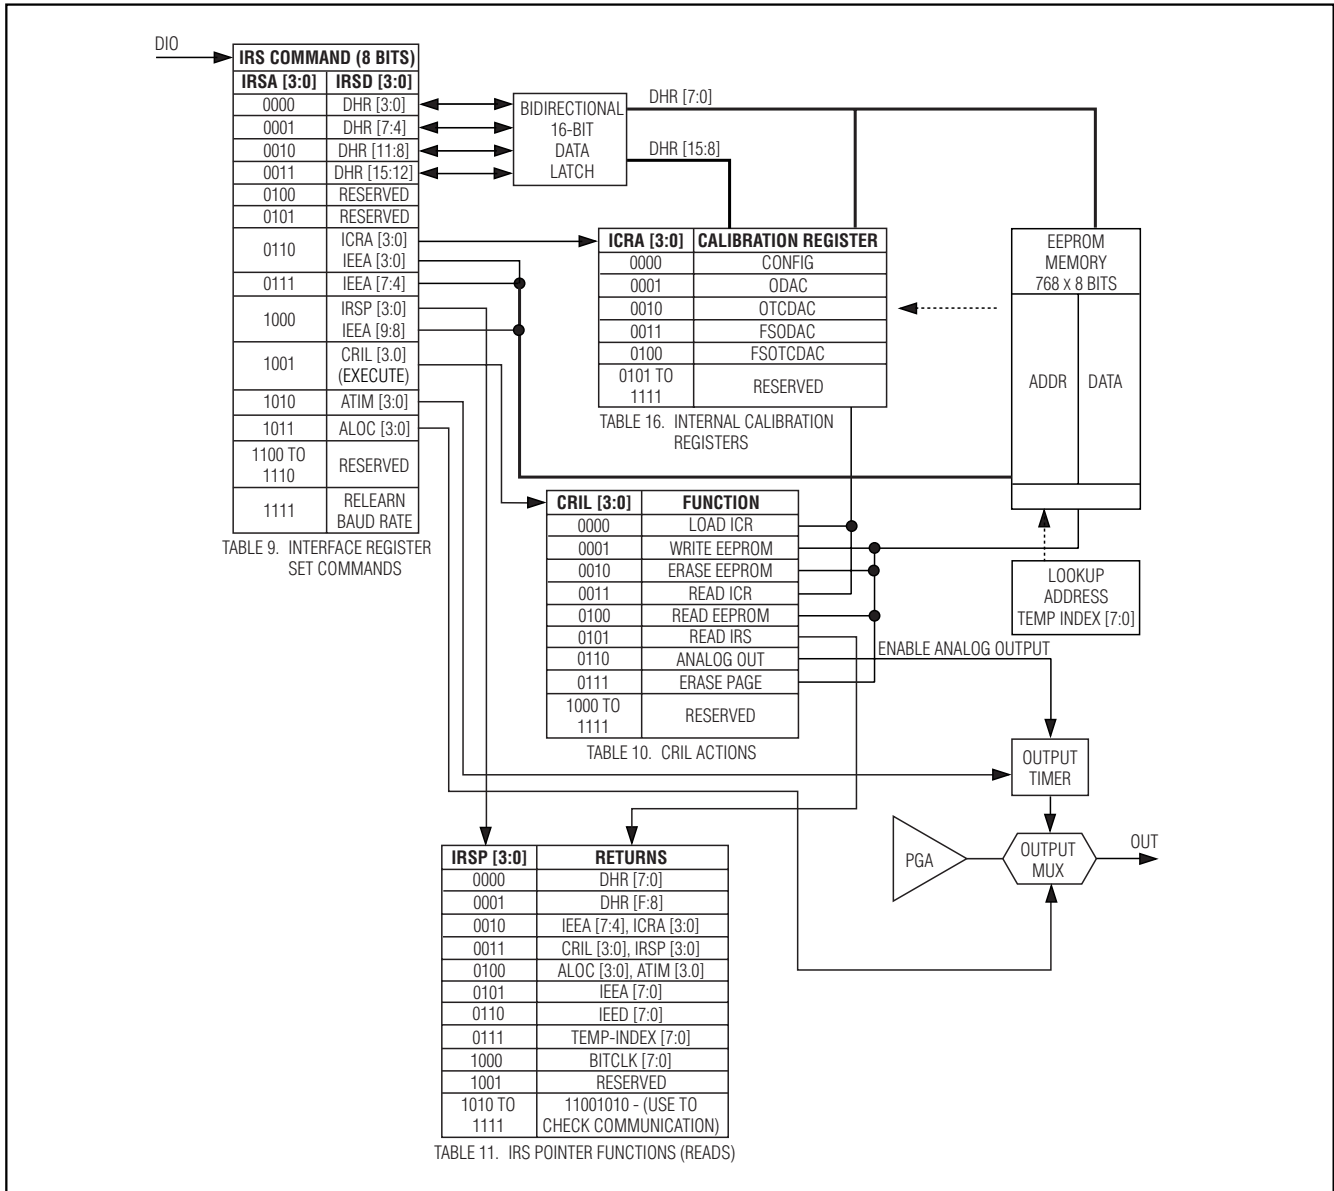 DIO
IRS COMMAND (8 BITS)
IRSA [3:0] IRSD [3:0]
0000 DHR [3:0]
0001 DHR [7:4]
0010 DHR [11:8]
0011 DHR [15:12]
0100 RESERVED
0101 RESERVED
0110 ICRA [3:0]
IEEA [3:0]
0111 IEEA [7:4]
1000 IRSP [3:0]
IEEA [9:8]
1001 CRIL [3.0]
(EXECUTE)
1010 ATIM [3:0]
1011 ALOC [3:0]
1100 TO
1110 RESERVED
1111 RELEARN
BAUD RATE
TABLE 9. INTERFACE REGISTER
SET COMMANDS
BIDIRECTIONAL
16-BIT
DATA
LATCH
DHR [7:0]
DHR [15:8]
ICRA [3:0] CALIBRATION REGISTER
0000 CONFIG
0001 ODAC
0010 OTCDAC
0011 FSODAC
0100 FSOTCDAC
0101 TO
1111 RESERVED
TABLE 16. INTERNAL CALIBRATION
REGISTERS
EEPROM
MEMORY
768 X 8 BITS
ADDR DATA
LOOKUP
ADDRESS
TEMP INDEX [7:0]
CRIL [3:0] FUNCTION
0000 LOAD ICR
0001 WRITE EEPROM
0010 ERASE EEPROM
0011 READ ICR
0100 READ EEPROM
0101 READ IRS
0110 ANALOG OUT
0111 ERASE PAGE
1000 TO
1111 RESERVED
TABLE 10. CRIL ACTIONS
ENABLE ANALOG OUTPUT
OUTPUT
TIMER
PGA
OUTPUT
MUX
OUT
IRSP [3:0] RETURNS
0000 DHR [7:0]
0001 DHR [F:8]
0010 IEEA [7:4], ICRA [3:0]
0011 CRIL [3:0], IRSP [3:0]
0100 ALOC [3:0], ATIM [3.0]
0101 IEEA [7:0]
0110 IEED [7:0]
0111 TEMP-INDEX [7:0]
1000 BITCLK [7:0]
1001 RESERVED
1010 TO 11001010 - (USE TO
1111 CHECK COMMUNICATION)
TABLE 11. IRS POINTER FUNCTIONS (READS)